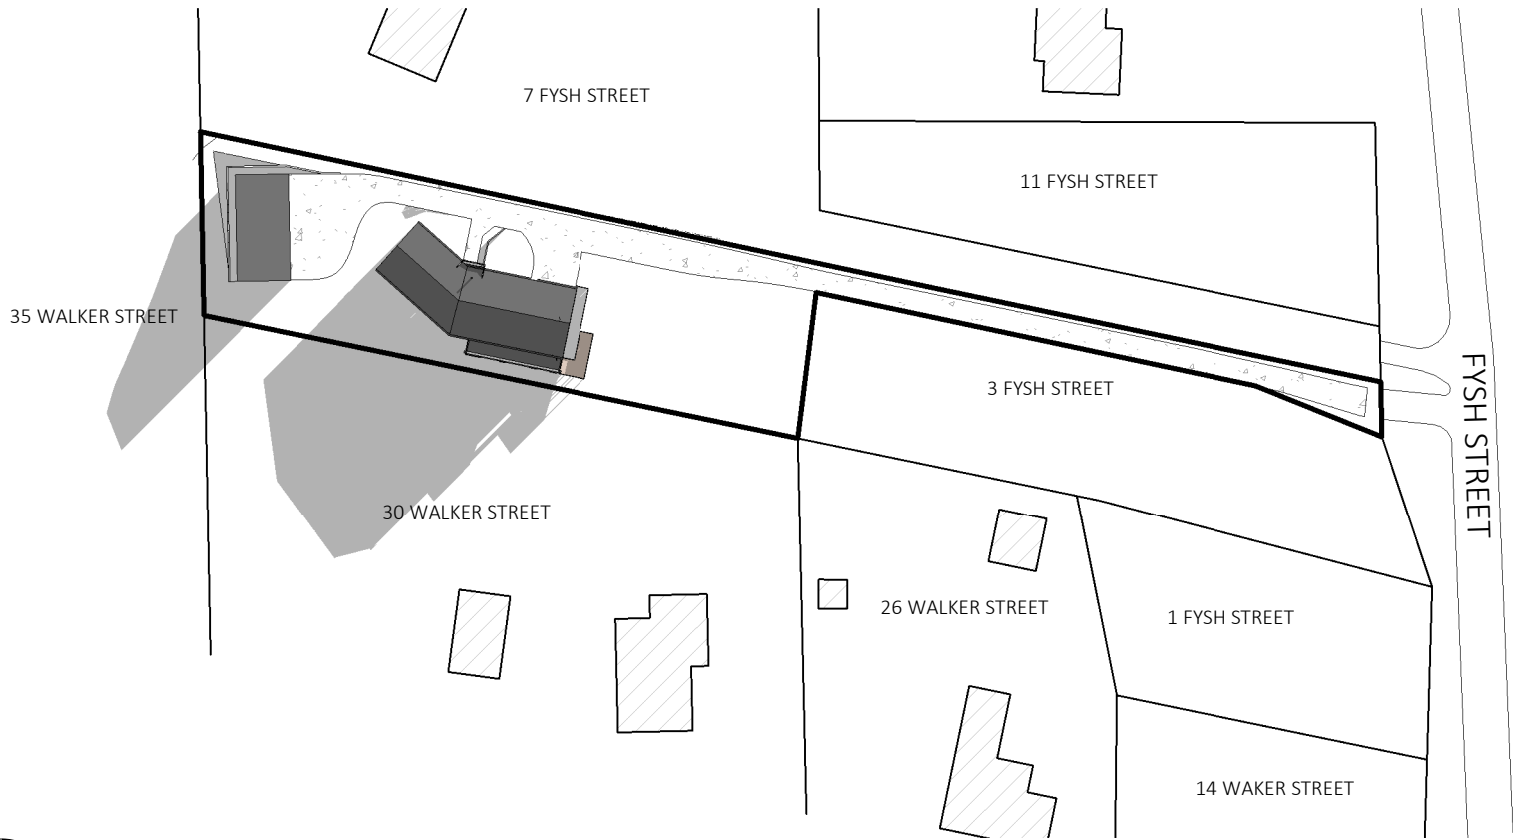 7 FYSH STREET
11 FYSH STREET
35 WALKER STREET
3 FYSH STREET
FYSH STREET
30 WALKER STREET
26 WALKER STREET
1 FYSH STREET
14 WAKER STREET